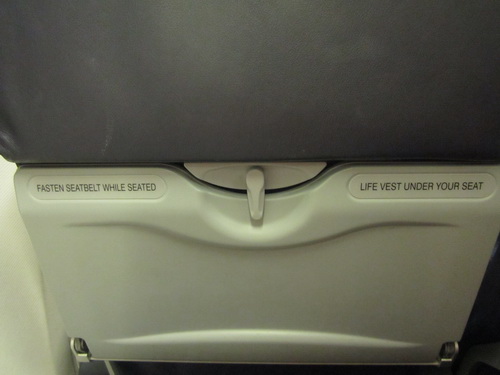 FASTEN SEATBELT WHILE SEATED
LIFE VEST UNDER YOUR SEAT